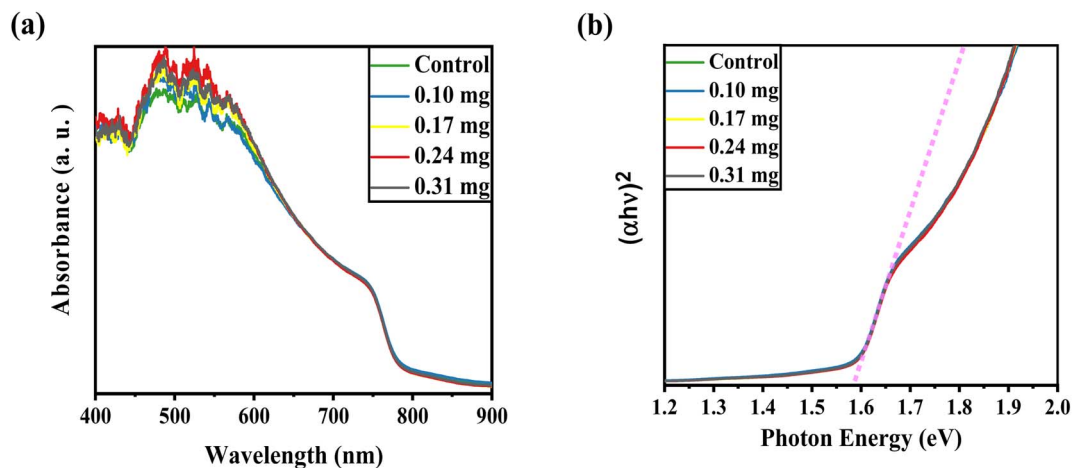 (a)
Absorbance (a. u.)
Control
0.10 mg
0.17 mg
0.24 mg
0.31 mg
400 500 600 700 800 900
Wavelength (nm)
(b)
(αhν)²
Control
0.10 mg
0.17 mg
0.24 mg
0.31 mg
1.2 1.3 1.4 1.5 1.6 1.7 1.8 1.9 2.0
Photon Energy (eV)